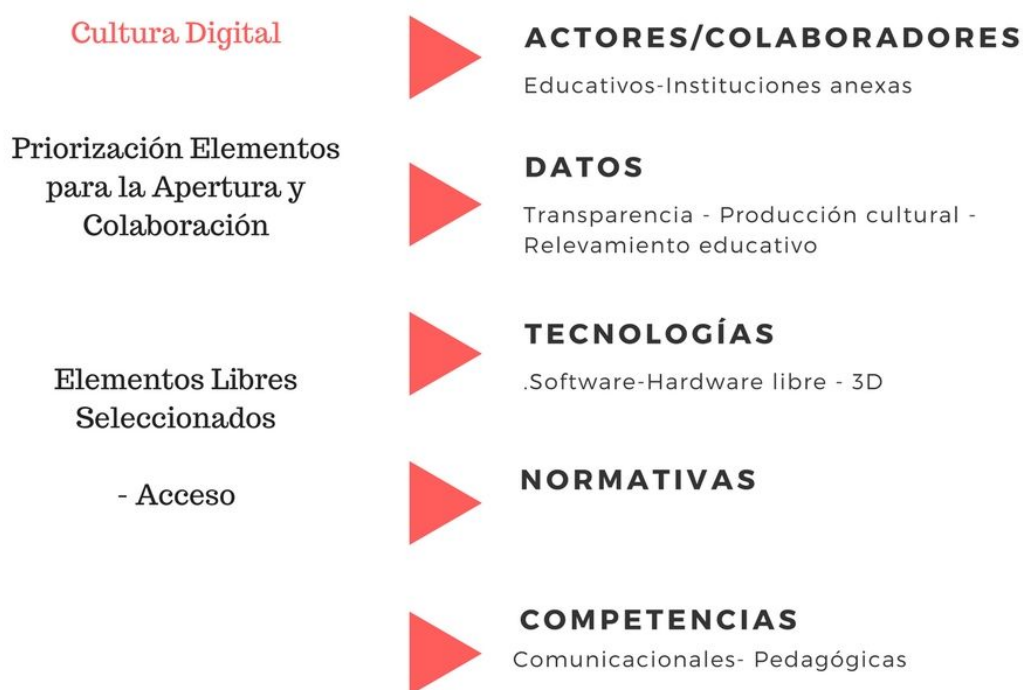 Cultura Digital
Priorización Elementos
para la Apertura y
Colaboración
Elementos Libres
Seleccionados
- Acceso
ACTORES/COLABORADORES
Educativos-Instituciones anexas
DATOS
Transparencia - Producción cultural -
Relevamiento educativo
TECNOLOGÍAS
.Software-Hardware libre - 3D
NORMATIVAS
COMPETENCIAS
Comunicacionales- Pedagógicas